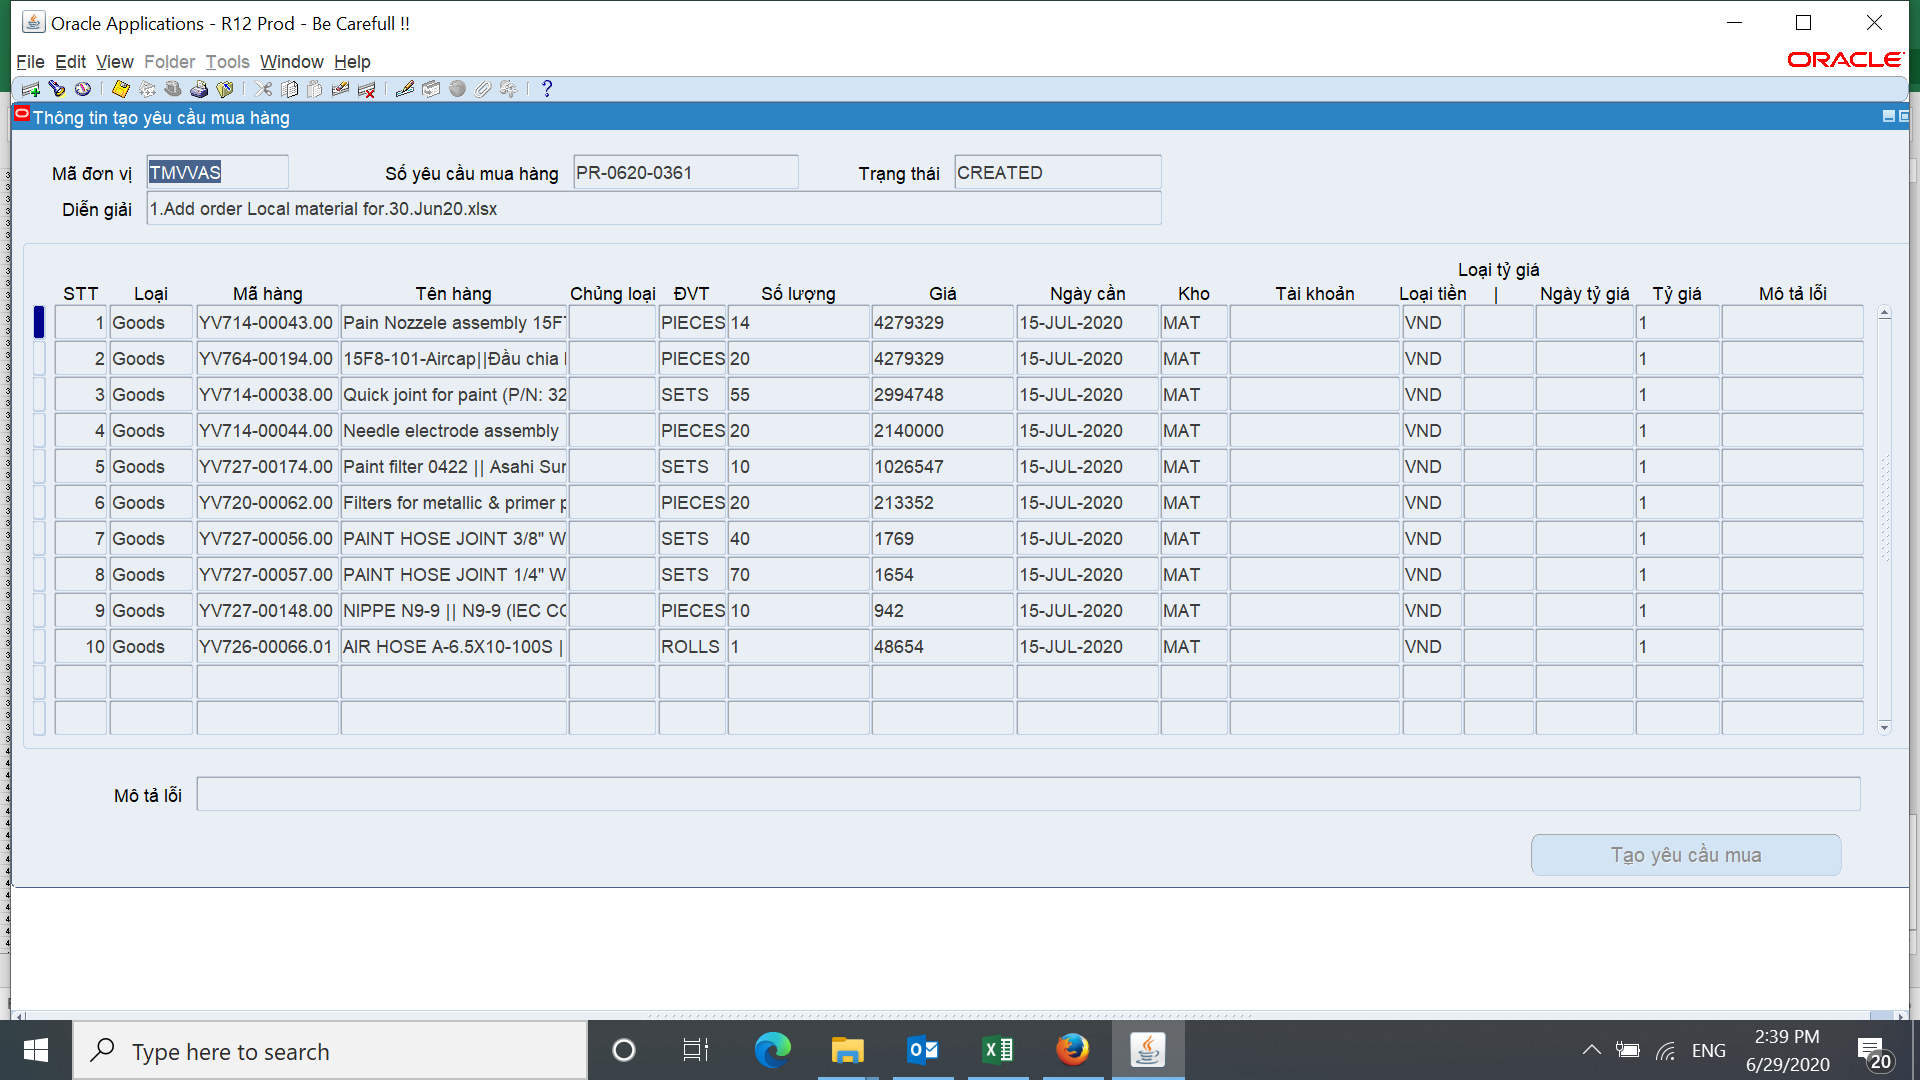 Oracle Applications - R12 Prod - Be Carefull !!
File Edit View Folder Tools Window Help
ORACLE
Thông tin tạo yêu cầu mua hàng
Mã đơn vị TMVVAS Số yêu cầu mua hàng PR-0620-0361 Trạng thái CREATED
Diễn giải 1.Add order Local material for.30.Jun20.xlsx
Loại tỷ giá
STT Loại Mã hàng Tên hàng Chủng loại ĐVT Số lượng Giá Ngày cần Kho Tài khoản Loại tiền | Ngày tỷ giá Tỷ giá Mô tả lỗi
1 Goods YV714-00043.00 Pain Nozzele assembly 15F PIECES 14 4279329 15-JUL-2020 MAT VND 1
2 Goods YV764-00194.00 15F8-101-Aircap||Đầu chia PIECES 20 4279329 15-JUL-2020 MAT VND 1
3 Goods YV714-00038.00 Quick joint for paint (P/N: 32 SETS 55 2994748 15-JUL-2020 MAT VND 1
4 Goods YV714-00044.00 Needle electrode assembly PIECES 20 2140000 15-JUL-2020 MAT VND 1
5 Goods YV727-00174.00 Paint filter 0422 || Asahi Sur SETS 10 1026547 15-JUL-2020 MAT VND 1
6 Goods YV720-00062.00 Filters for metallic & primer p PIECES 20 213352 15-JUL-2020 MAT VND 1
7 Goods YV727-00056.00 PAINT HOSE JOINT 3/8" W SETS 40 1769 15-JUL-2020 MAT VND 1
8 Goods YV727-00057.00 PAINT HOSE JOINT 1/4" W SETS 70 1654 15-JUL-2020 MAT VND 1
9 Goods YV727-00148.00 NIPPE N9-9 || N9-9 (IEC CO PIECES 10 942 15-JUL-2020 MAT VND 1
10 Goods YV726-00066.01 AIR HOSE A-6.5X10-100S | ROLLS 1 48654 15-JUL-2020 MAT VND 1
Mô tả lỗi
Tạo yêu cầu mua
Type here to search
ENG
2:39 PM
6/29/2020
20